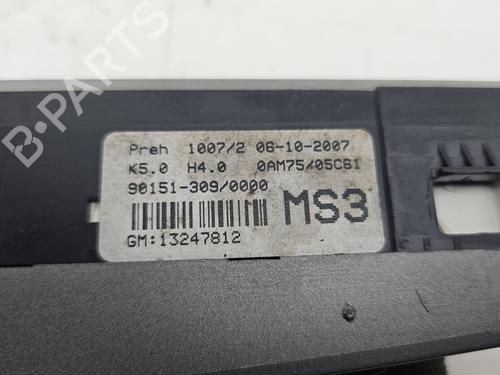 Preh 1007/2 06-10-2007
K5.0 H4.0 0AM75/05C61
90151-309/0000
MS3
GM:13247812
B-PARTS